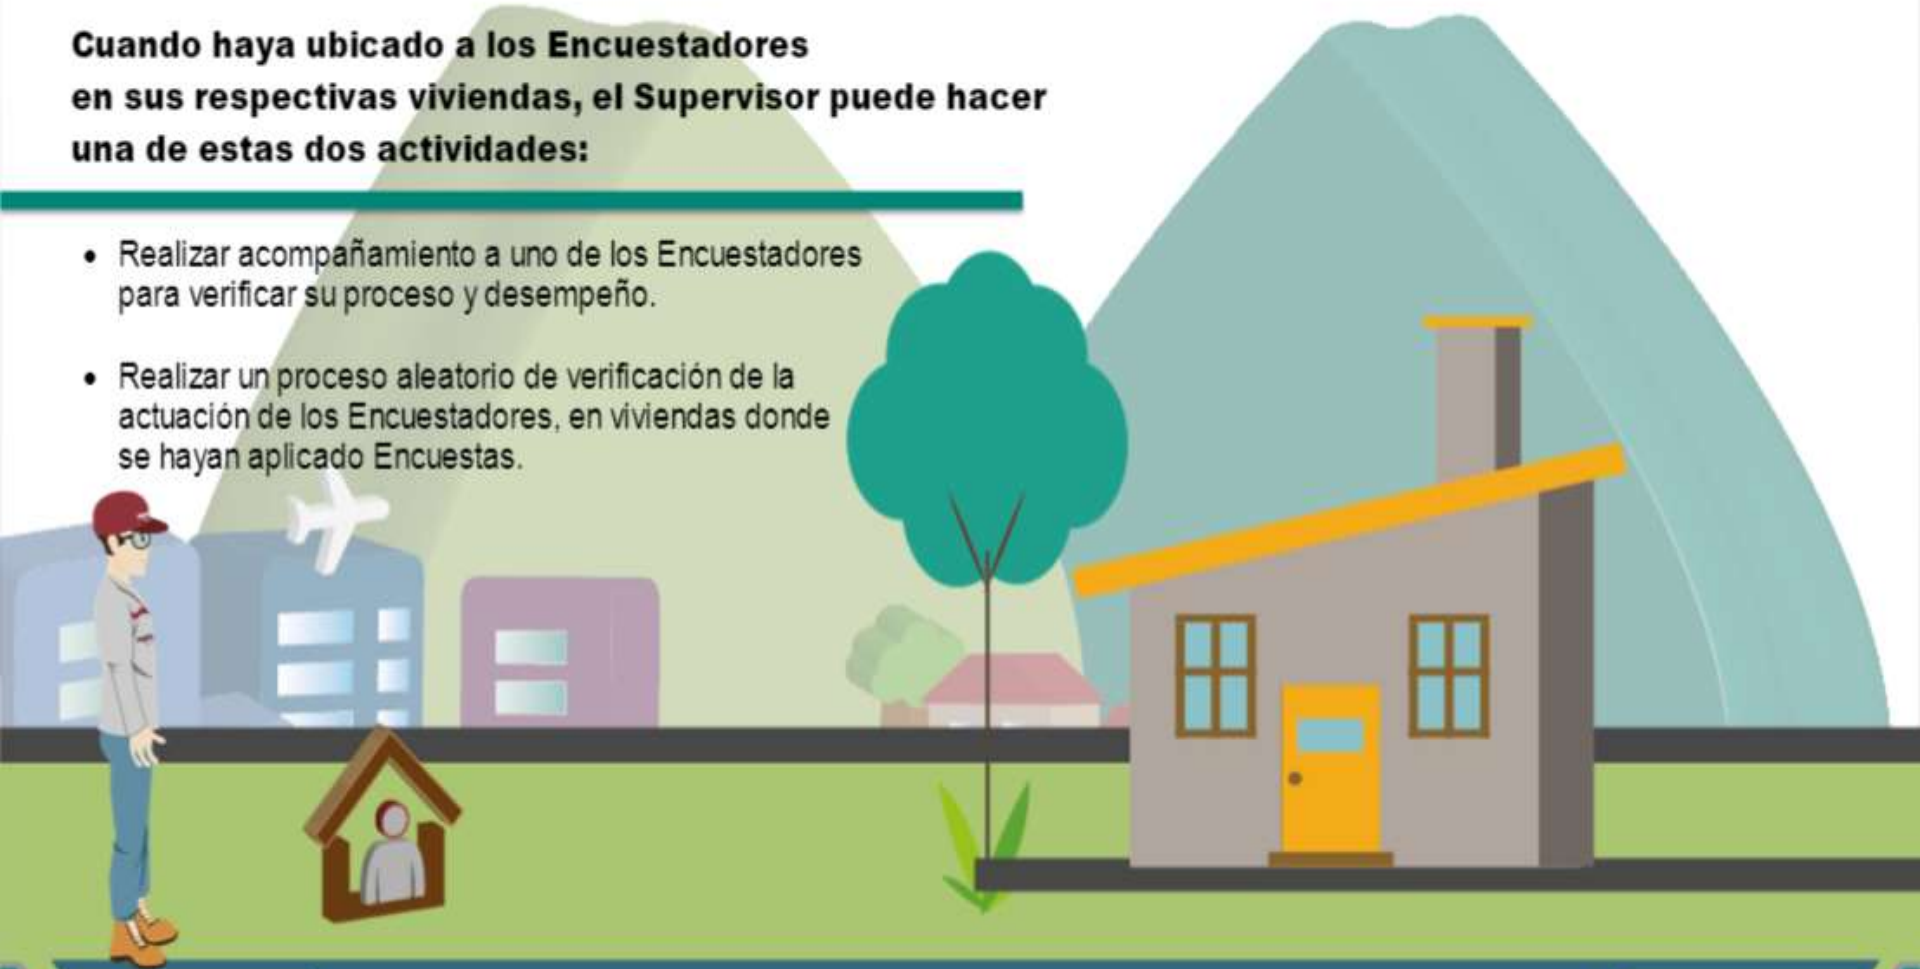 Cuando haya ubicado a los Encuestadores
en sus respectivas viviendas, el Supervisor puede hacer
una de estas dos actividades:
• Realizar acompañamiento a uno de los Encuestadores
para verificar su proceso y desempeño.
• Realizar un proceso aleatorio de verificación de la
actuación de los Encuestadores, en viviendas donde
se hayan aplicado Encuestas.